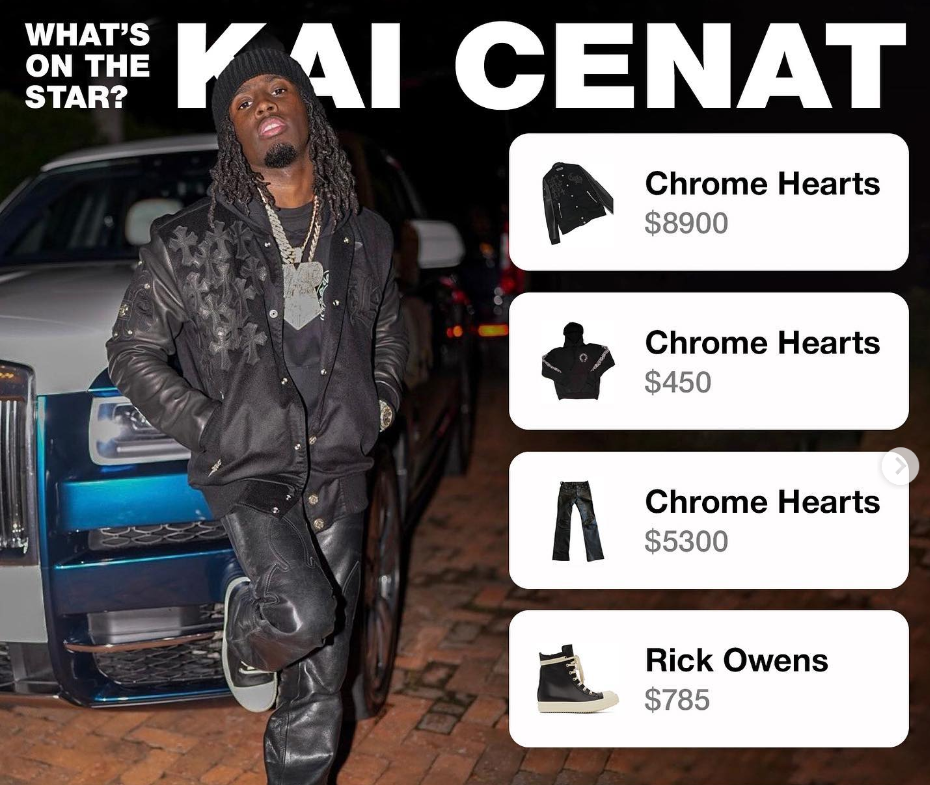 WHAT'S
ON THE
STAR?
KAI CENAT
Chrome Hearts
$8900
Chrome Hearts
$450
Chrome Hearts
$5300
Rick Owens
$785